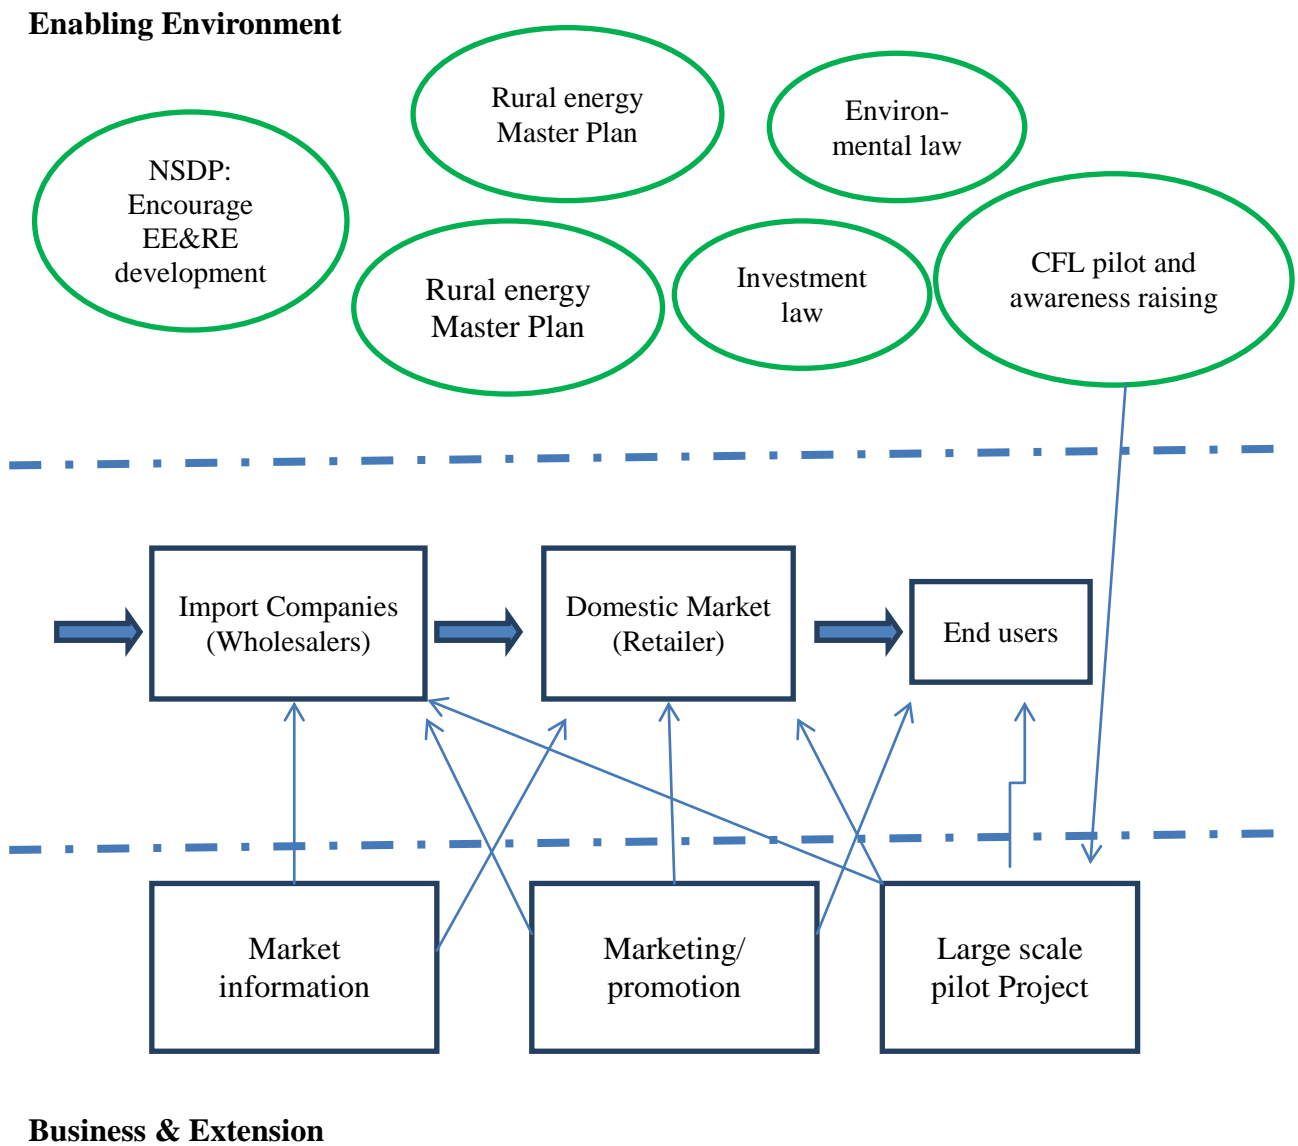 Enabling Environment
Rural energy
Master Plan
Environ-
mental law
NSDP:
Encourage
EE&RE
development
Rural energy
Master Plan
Investment
law
CFL pilot and
awareness raising
Import Companies
(Wholesalers)
Domestic Market
(Retailer)
End users
Market
information
Marketing/
promotion
Large scale
pilot Project
Business & Extension